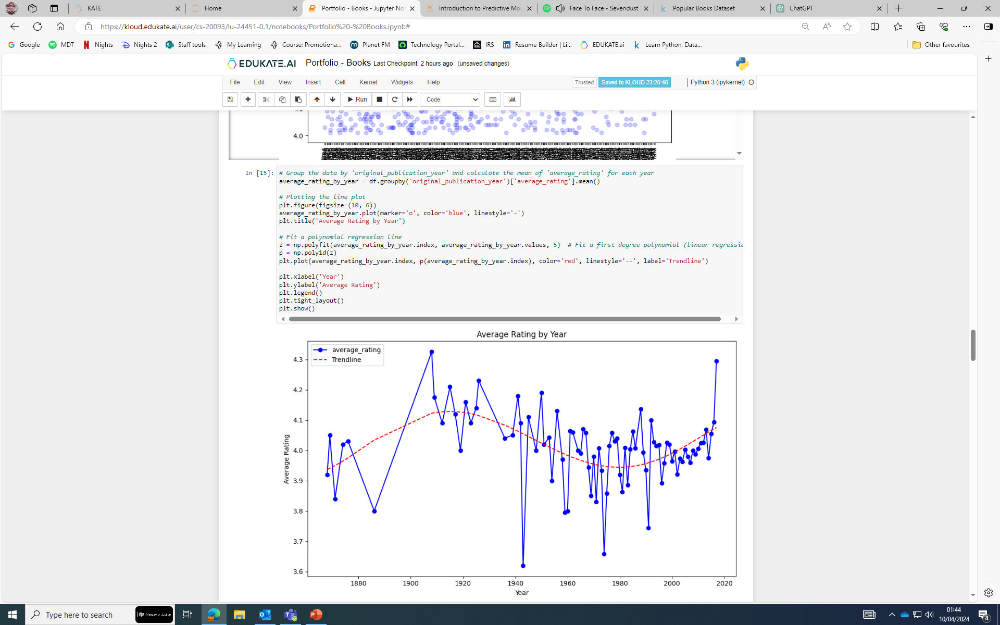 KATE
Home
Portfolio - Books - Jupyter Not
Introduction to Predictive Mod
Face To Face • Sevendust
Popular Books Dataset
ChatGPT
https://kloud.edukate.ai/user/cs-20093/lu-24451-0.1/notebooks/Portfolio%20-%20Books.ipynb#
Google MDT Nights Nights 2 Staff tools My Learning Course: Promotiona... Planet FM Technology Portal... IRS Resume Builder | Li... EDUKATE.ai Learn Python, Data... Other favourites
EDUKATE.AI Portfolio - Books Last Checkpoint: 2 hours ago (unsaved changes)
File Edit View Insert Cell Kernel Widgets Help Trusted Saved to KLOUD 23:26:46 Python 3 (ipykernel)
Run Code
4.0
In [15]:
# Group the data by 'original_publication_year' and calculate the mean of 'average_rating' for each year
average_rating_by_year = df.groupby('original_publication_year')['average_rating'].mean()
# Plotting the line plot
plt.figure(figsize=(10, 6))
average_rating_by_year.plot(marker='o', color='blue', linestyle='-')
plt.title('Average Rating by Year')
# Fit a polynomial regression line
z = np.polyfit(average_rating_by_year.index, average_rating_by_year.values, 5)  # Fit a first degree polynomial (linear regressio
p = np.poly1d(z)
plt.plot(average_rating_by_year.index, p(average_rating_by_year.index), color='red', linestyle='--', label='Trendline')
plt.xlabel('Year')
plt.ylabel('Average Rating')
plt.legend()
plt.tight_layout()
plt.show()
Average Rating by Year
average_rating
Trendline
4.3
4.2
4.1
4.0
3.9
3.8
3.7
3.6
Average Rating
1880 1900 1920 1940 1960 1980 2000 2020
Year
Type here to search
Ministry of Justice
01:44
10/04/2024
4